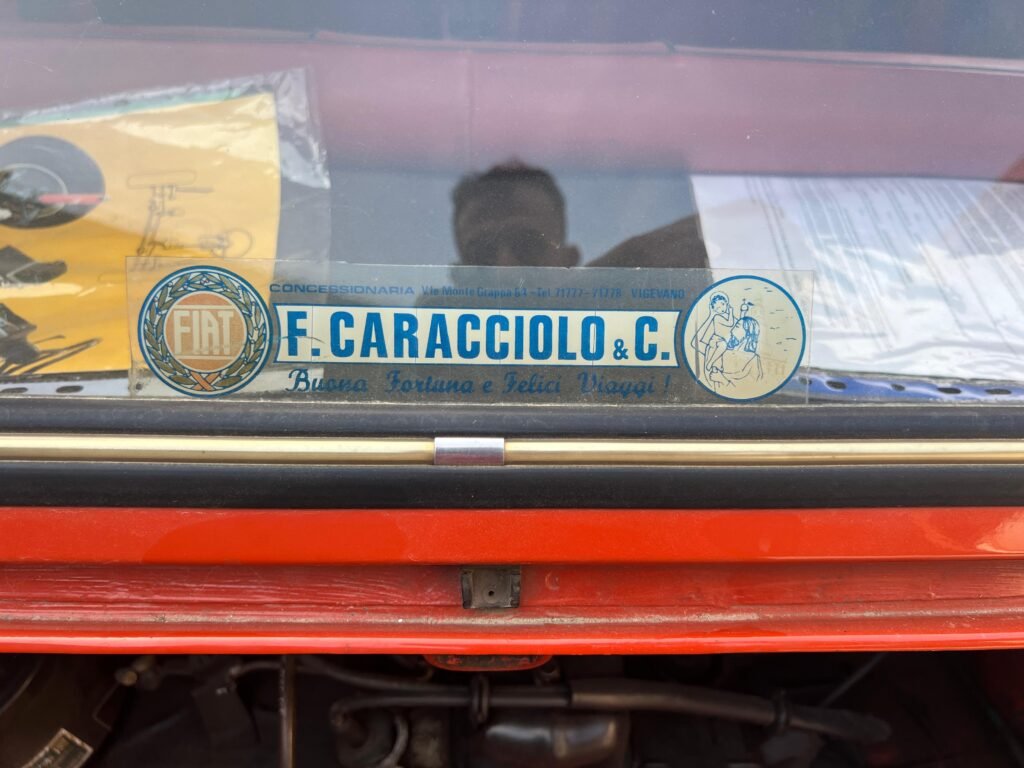 CONCESSIONARIA V.le Monte Grappa 64 - Tel. 71777 - 71778 VIGEVANO
FIAT
F. CARACCIOLO & C.
Buona Fortuna e Felici Viaggi !